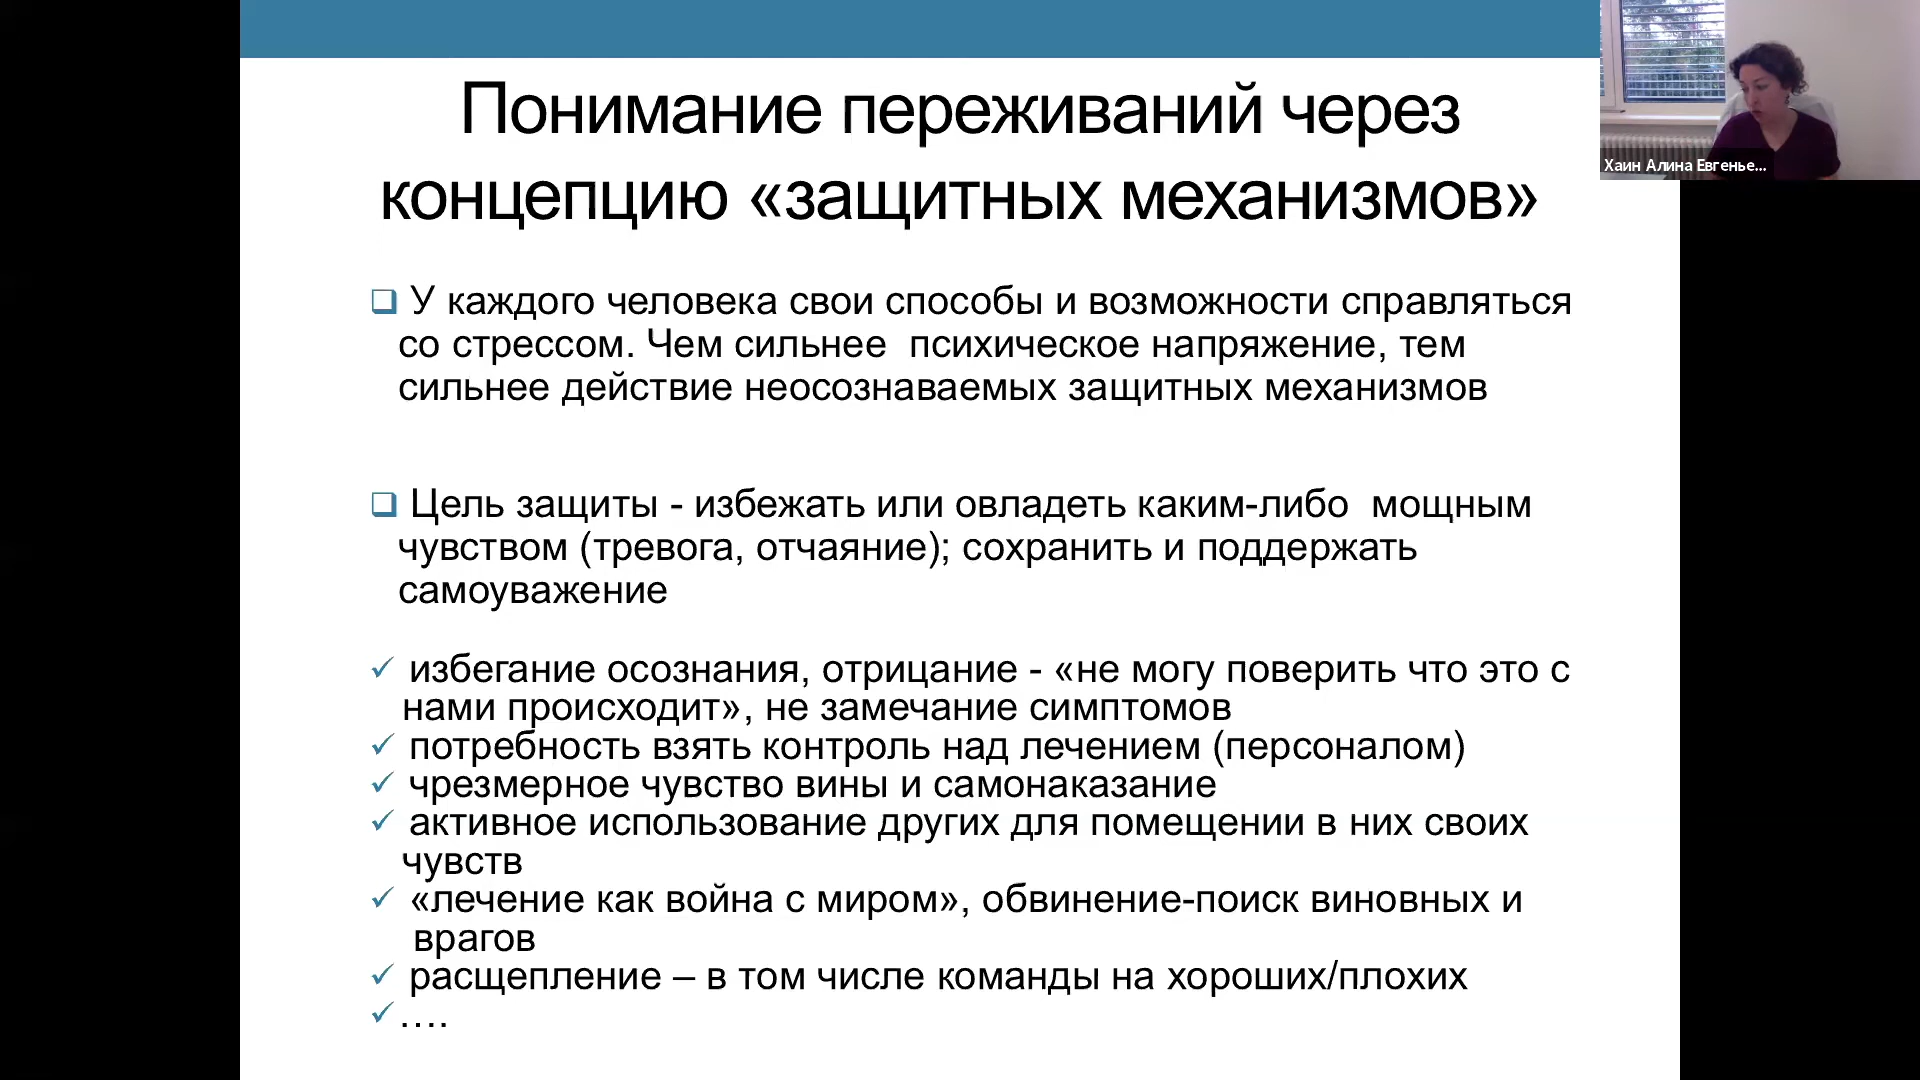 Понимание переживаний через
концепцию «защитных механизмов»
У каждого человека свои способы и возможности справляться
со стрессом. Чем сильнее психическое напряжение, тем
сильнее действие неосознаваемых защитных механизмов
Цель защиты - избежать или овладеть каким-либо мощным
чувством (тревога, отчаяние); сохранить и поддержать
самоуважение
избегание осознания, отрицание - «не могу поверить что это с
нами происходит», не замечание симптомов
потребность взять контроль над лечением (персоналом)
чрезмерное чувство вины и самонаказание
активное использование других для помещении в них своих
чувств
«лечение как война с миром», обвинение-поиск виновных и
врагов
расщепление – в том числе команды на хороших/плохих
....
Хаин Алина Евгенье...